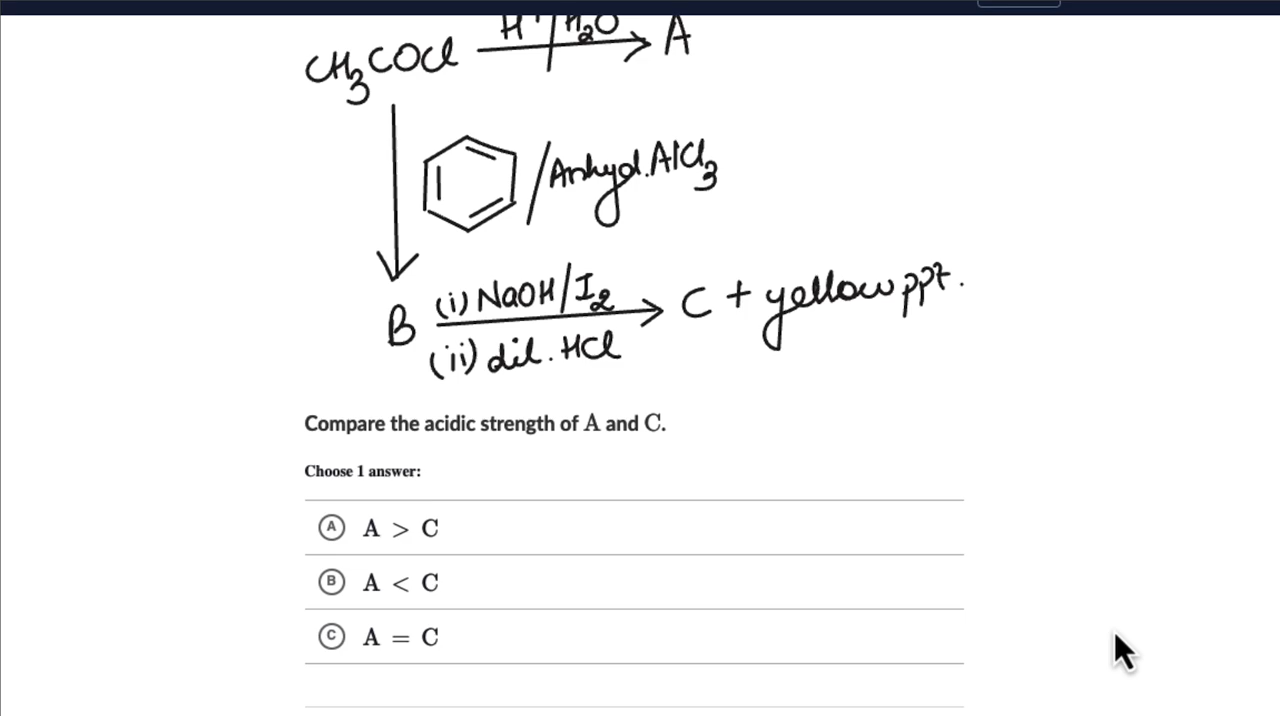 CH₃COCl H⁺/H₂O → A
/Anhyd. AlCl₃
B (i) NaOH/I₂ → C + yellow ppt.
(ii) dil. HCl
Compare the acidic strength of A and C.
Choose 1 answer:
A A > C
B A < C
C A = C